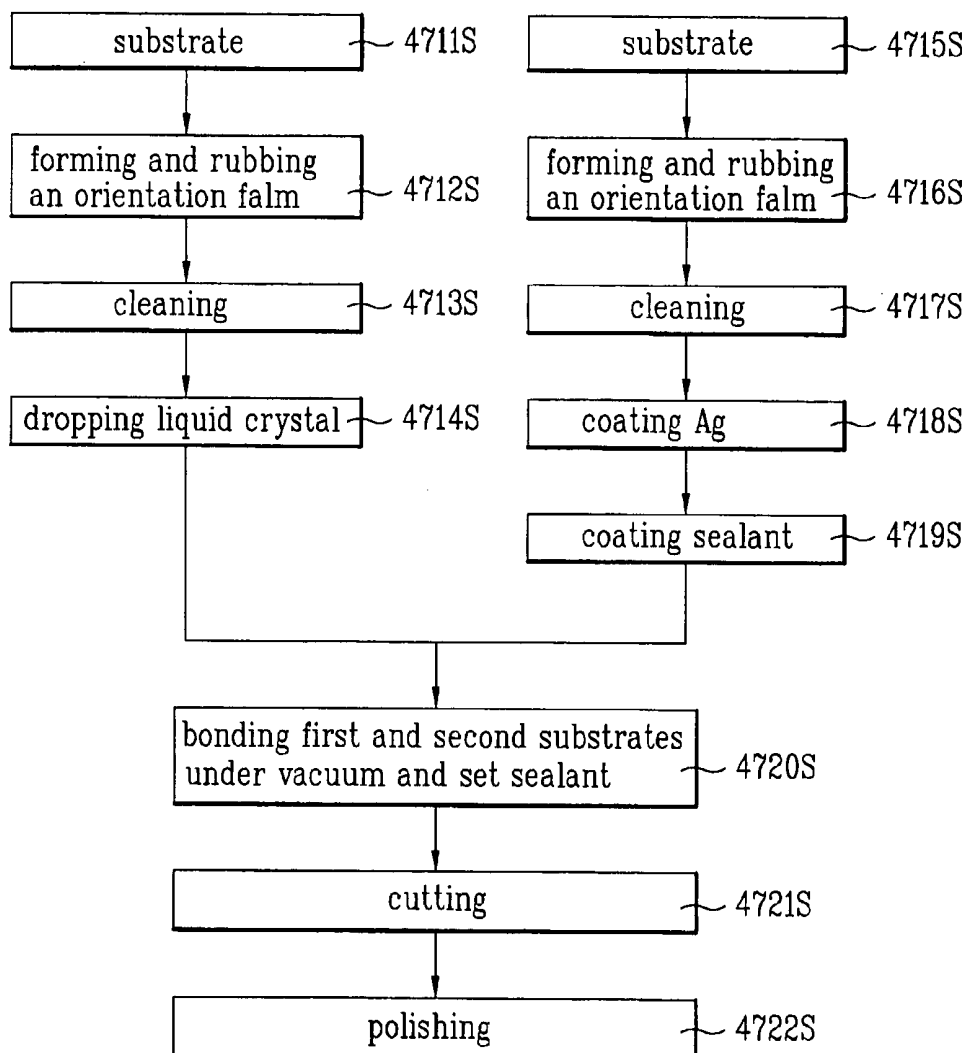 substrate
4711S
forming and rubbing
an orientation falm
4712S
cleaning
4713S
dropping liquid crystal
4714S
substrate
4715S
forming and rubbing
an orientation falm
4716S
cleaning
4717S
coating Ag
4718S
coating sealant
4719S
bonding first and second substrates
under vacuum and set sealant
4720S
cutting
4721S
polishing
4722S